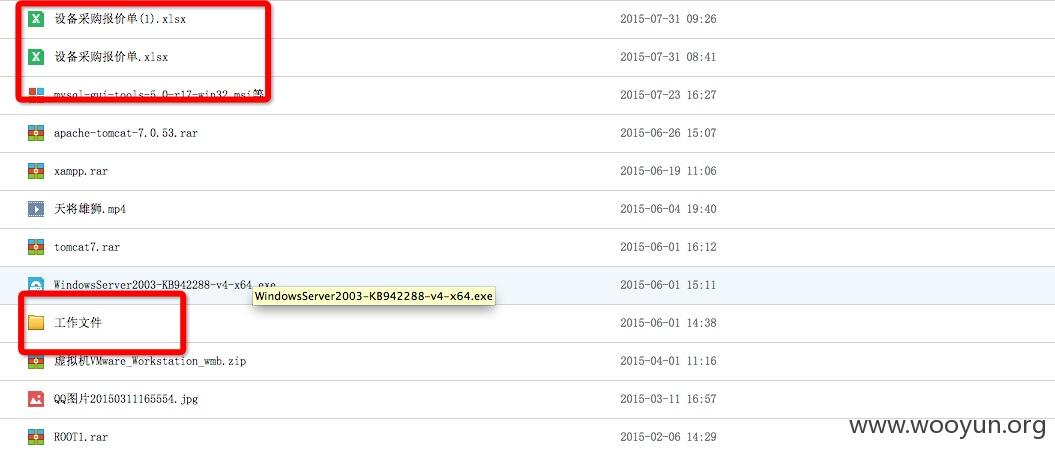 设备采购报价单(1).xlsx 2015-07-31 09:26
设备采购报价单.xlsx 2015-07-31 08:41
mysql-gui-tools-5.0-r17-win32.msi等 2015-07-23 16:27
apache-tomcat-7.0.53.rar 2015-06-26 15:07
xampp.rar 2015-06-19 11:06
天将雄狮.mp4 2015-06-04 19:40
tomcat7.rar 2015-06-01 16:12
WindowsServer2003-KB942288-v4-x64.exe 2015-06-01 15:11
WindowsServer2003-KB942288-v4-x64.exe
工作文件 2015-06-01 14:38
虚拟机VMware_Workstation_wmb.zip 2015-04-01 11:16
QQ图片20150311165554.jpg 2015-03-11 16:57
www.wooyun.org
ROOT1.rar 2015-02-06 14:29